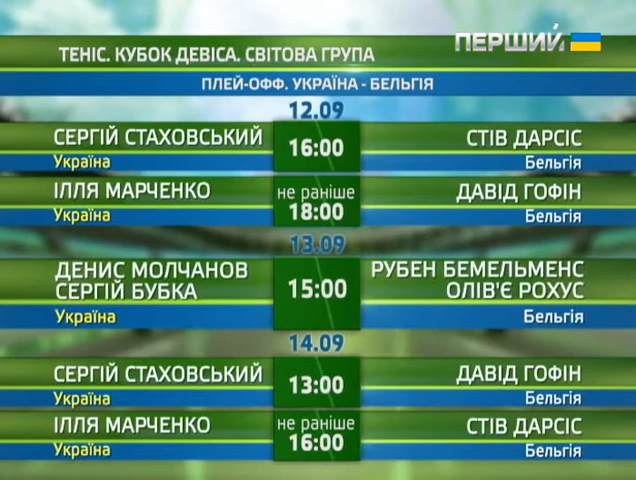 ПЕРШИЙ
ТЕНІС. КУБОК ДЕВІСА. СВІТОВА ГРУПА
ПЛЕЙ-ОФФ. УКРАЇНА - БЕЛЬГІЯ
12.09
СЕРГІЙ СТАХОВСЬКИЙ 16:00 СТІВ ДАРСІС
Україна Бельгія
ІЛЛЯ МАРЧЕНКО не раніше ДАВІД ГОФІН
Україна 18:00 Бельгія
13.09
ДЕНИС МОЛЧАНОВ РУБЕН БЕМЕЛЬМЕНС
СЕРГІЙ БУБКА 15:00 ОЛІВ'Є РОХУС
Україна Бельгія
14.09
СЕРГІЙ СТАХОВСЬКИЙ 13:00 ДАВІД ГОФІН
Україна Бельгія
ІЛЛЯ МАРЧЕНКО не раніше СТІВ ДАРСІС
Україна 16:00 Бельгія